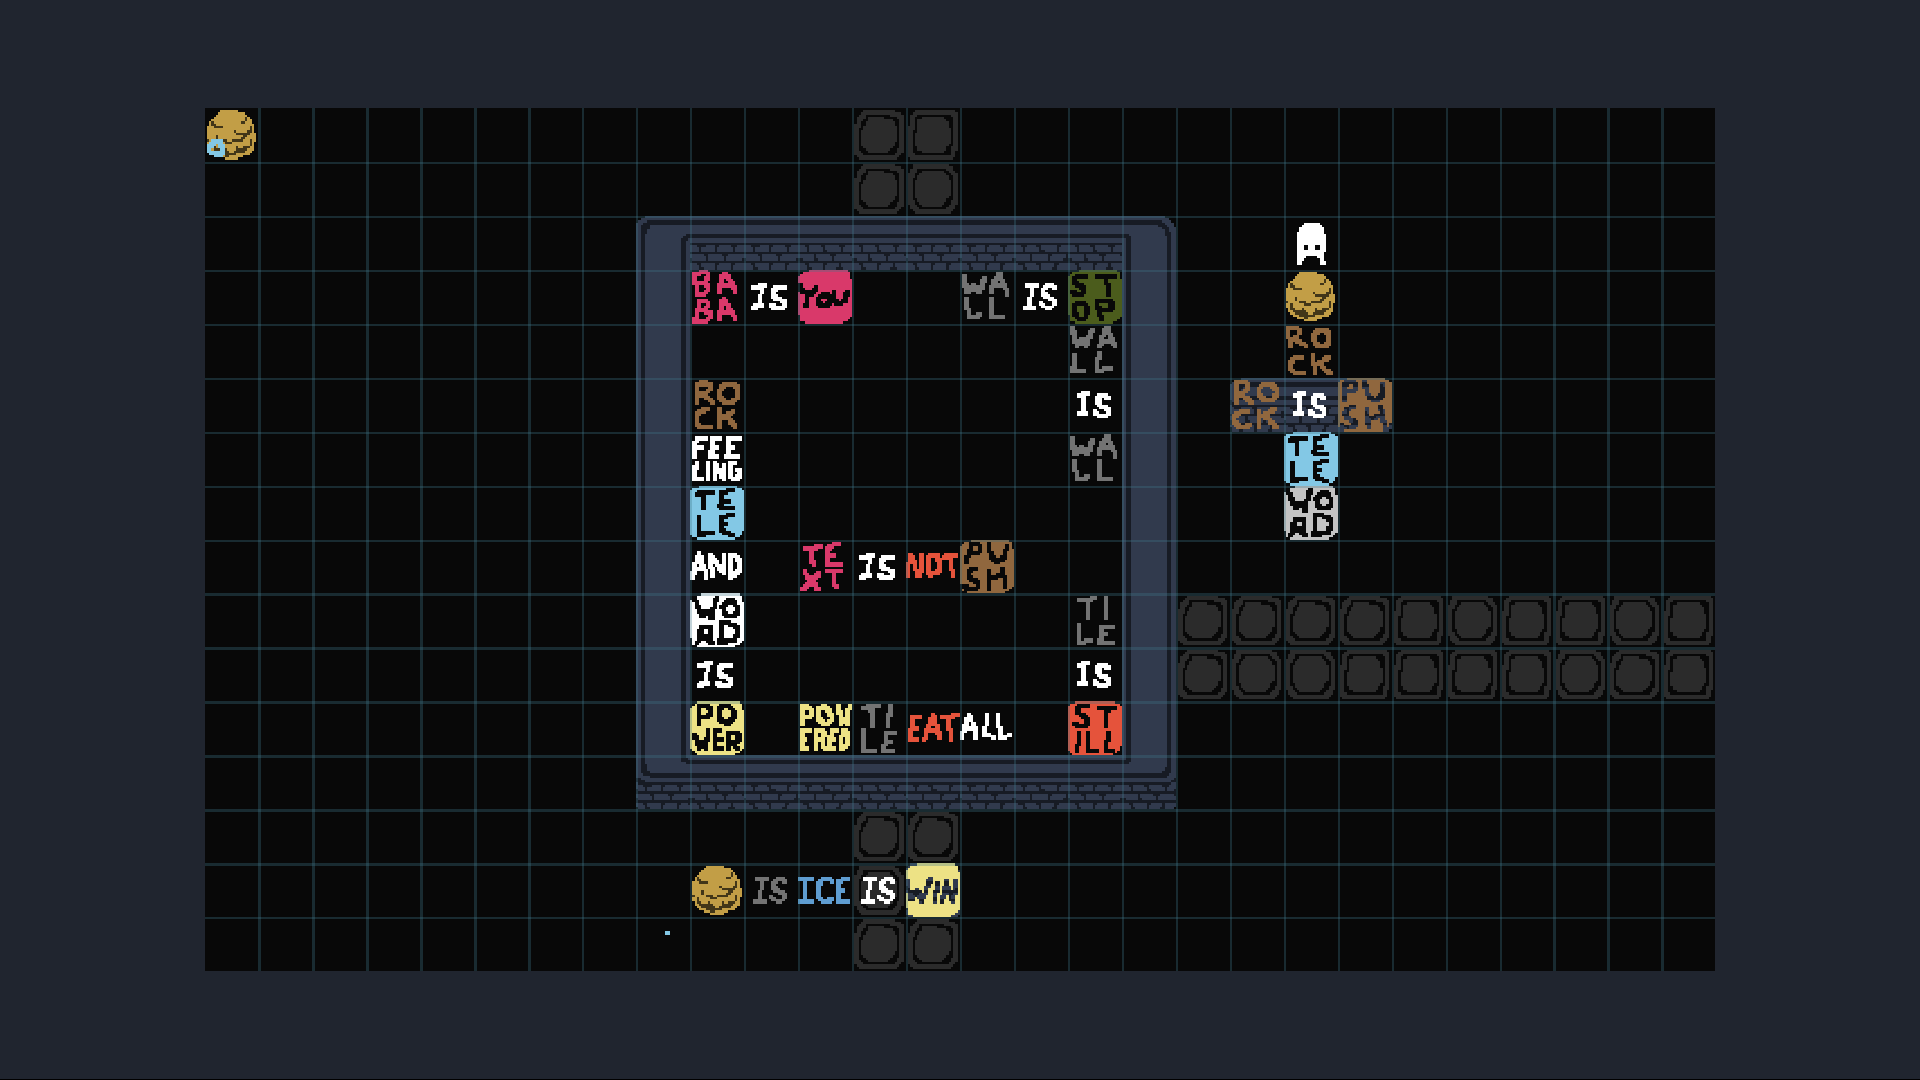 BABA IS YOU WALL IS STOP
WALL
ROCK
ROCK IS IS PUSH
ROCK
FEELING WALL TELE
TELE WORD
AND TEXT IS NOT PUSH
WORD TILE
IS IS
POWER POWERED TILE EAT ALL STILL
IS ICE IS WIN